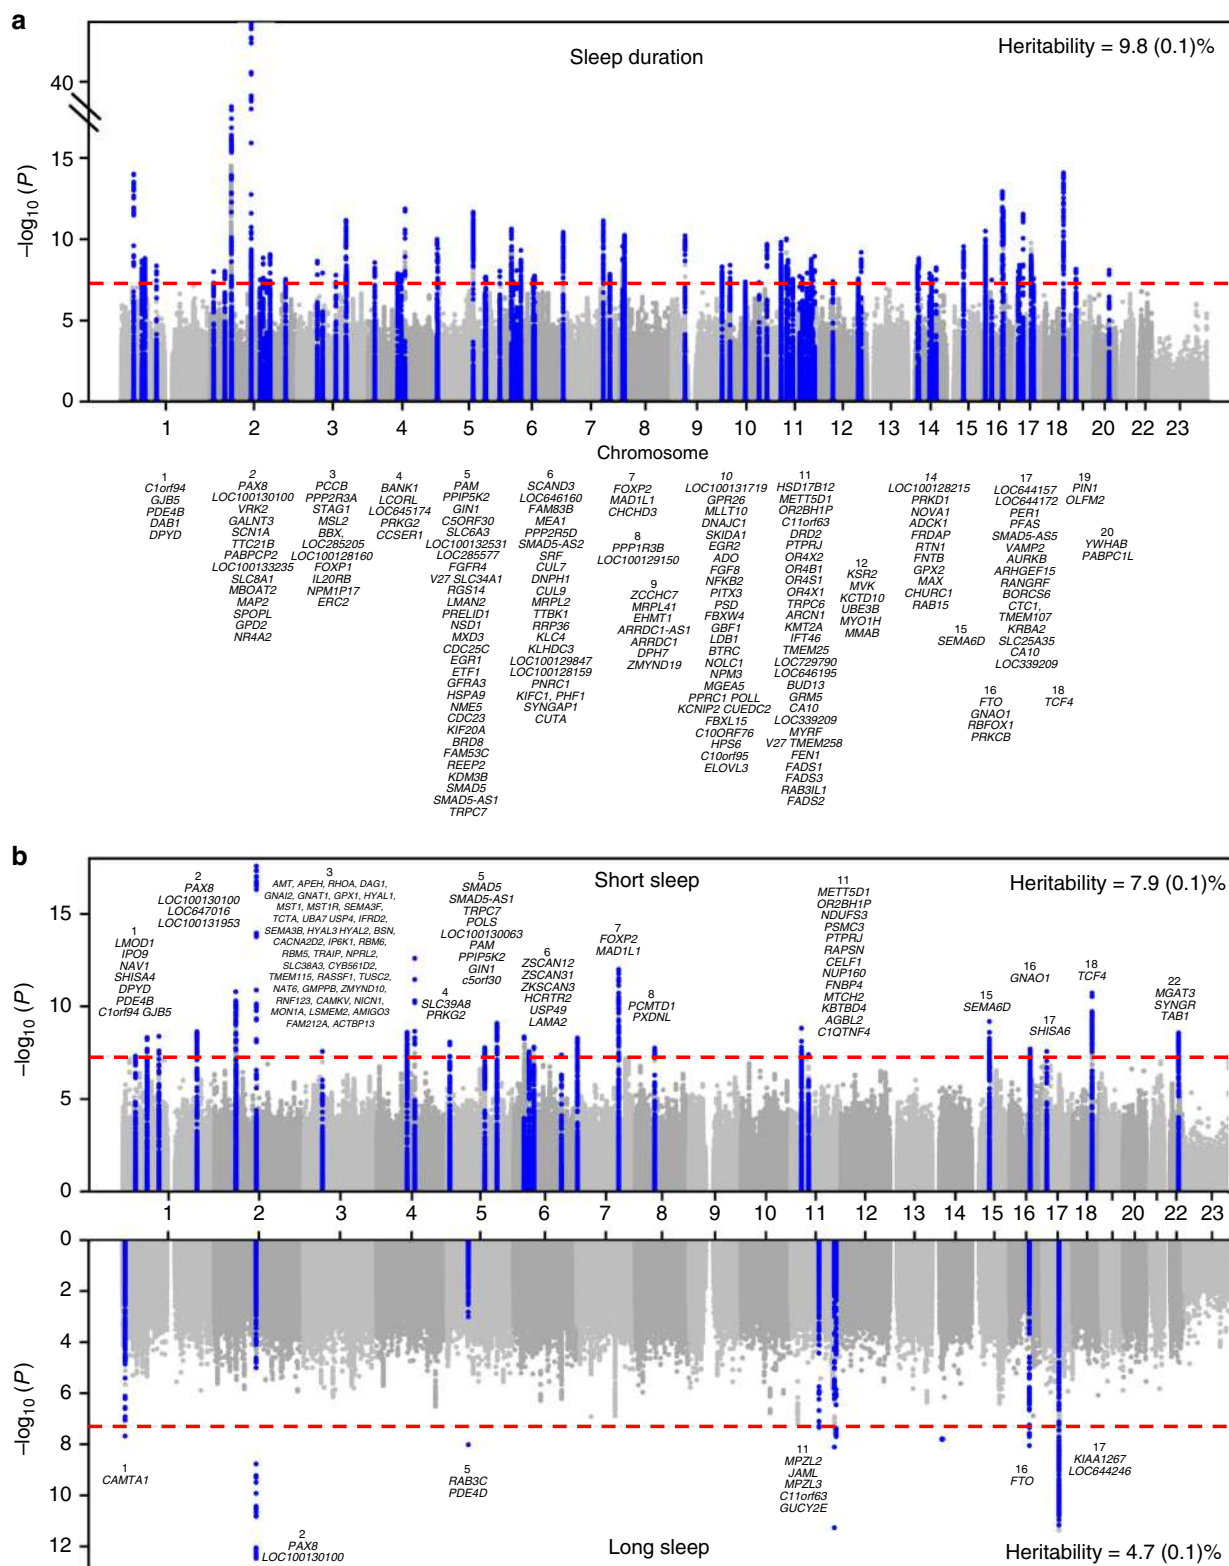 a
Sleep duration
Heritability = 9.8 (0.1)%
40
15
10
5
0
–log10 (P)
1 2 3 4 5 6 7 8 9 10 11 12 13 14 15 16 17 18 20 22 23
Chromosome
1
C1orf94
GJB5
PDE4B
DAB1
DPYD
2
PAX8
LOC100130100
VRK2
GALNT3
SCN1A
TTC21B
PABPCP2
LOC100133235
SLC8A1
MBOAT2
MAP2
SPOPL
GPD2
NR4A2
3
PCCB
PPP2R3A
STAG1
MSL2
BBX,
LOC285205
LOC100128160
FOXP1
IL20RB
NPM1P17
ERC2
4
BANK1
LCORL
LOC645174
PRKG2
CCSER1
5
PAM
PPIP5K2
GIN1
C5ORF30
SLC6A3
LOC100132531
LOC285577
FGFR4
V27 SLC34A1
RGS14
LMAN2
PRELID1
NSD1
MXD3
CDC25C
EGR1
ETF1
GFRA3
HSPA9
NME5
CDC23
KIF20A
BRD8
FAM53C
REEP2
KDM3B
SMAD5
SMAD5-AS1
TRPC7
6
SCAND3
LOC646160
FAM83B
MEA1
PPP2R5D
SMAD5-AS2
SRF
CUL7
DNPH1
CUL9
MRPL2
TTBK1
RRP36
KLC4
KLHDC3
LOC100129847
LOC100128159
PNRC1
KIFC1, PHF1
SYNGAP1
CUTA
7
FOXP2
MAD1L1
CHCHD3
8
PPP1R3B
LOC100129150
9
ZCCHC7
MRPL41
EHMT1
ARRDC1-AS1
ARRDC1
DPH7
ZMYND19
10
LOC100131719
GPR26
MLLT10
DNAJC1
SKIDA1
EGR2
ADO
FGF8
NFKB2
PITX3
PSD
FBXW4
GBF1
LDB1
BTRC
NOLC1
NPM3
MGEA5
PPRC1 POLL
KCNIP2 CUEDC2
FBXL15
C10ORF76
HPS6
C10orf95
ELOVL3
11
HSD17B12
METT5D1
OR2BH1P
C11orf63
DRD2
PTPRJ
OR4X2
OR4B1
OR4S1
OR4X1
TRPC6
ARCN1
KMT2A
IFT46
TMEM25
LOC729790
LOC646195
BUD13
GRM5
CA10
LOC339209
MYRF
V27 TMEM258
FEN1
FADS1
FADS3
RAB3IL1
FADS2
12
KSR2
MVK
KCTD10
UBE3B
MYO1H
MMAB
14
LOC100128215
PRKD1
NOVA1
ADCK1
FRDAP
RTN1
FNTB
GPX2
MAX
CHURC1
RAB15
15
SEMA6D
16
FTO
GNAO1
RBFOX1
PRKCB
17
LOC644157
LOC644172
PER1
PFAS
SMAD5-AS5
VAMP2
AURKB
ARHGEF15
RANGRF
BORCS6
CTC1,
TMEM107
KRBA2
SLC25A35
CA10
LOC339209
18
TCF4
19
PIN1
OLFM2
20
YWHAB
PABPC1L
b
Short sleep
Heritability = 7.9 (0.1)%
15
10
5
0
–log10 (P)
1
LMOD1
IPO9
NAV1
SHISA4
DPYD
PDE4B
C1orf94 GJB5
2
PAX8
LOC100130100
LOC647016
LOC100131953
3
AMT, APEH, RHOA, DAG1,
GNAI2, GNAT1, GPX1, HYAL1,
MST1, MST1R, SEMA3F,
TCTA, UBA7 USP4, IFRD2,
SEMA3B, HYAL3 HYAL2, BSN,
CACNA2D2, IP6K1, RBM6,
RBM5, TRAIP, NPRL2,
SLC38A3, CYB561D2,
TMEM115, RASSF1, TUSC2,
NAT6, GMPPB, ZMYND10,
RNF123, CAMKV, NICN1,
MON1A, LSMEM2, AMIGO3
FAM212A, ACTBP13
4
SLC39A8
PRKG2
5
SMAD5
SMAD5-AS1
TRPC7
POLS
LOC100130063
PAM
PPIP5K2
GIN1
c5orf30
6
ZSCAN12
ZSCAN31
ZKSCAN3
HCRTR2
USP49
LAMA2
7
FOXP2
MAD1L1
8
PCMTD1
PXDNL
11
METT5D1
OR2BH1P
NDUFS3
PSMC3
PTPRJ
RAPSN
CELF1
NUP160
FNBP4
MTCH2
KBTBD4
AGBL2
C1QTNF4
15
SEMA6D
16
GNAO1
17
SHISA6
18
TCF4
22
MGAT3
SYNGR
TAB1
1 2 3 4 5 6 7 8 9 10 11 12 13 14 15 16 17 18 20 22 23
0
2
4
6
8
10
12
–log10 (P)
1
CAMTA1
2
PAX8
LOC100130100
5
RAB3C
PDE4D
11
MPZL2
JAML
MPZL3
C11orf63
GUCY2E
16
FTO
17
KIAA1267
LOC644246
Long sleep
Heritability = 4.7 (0.1)%